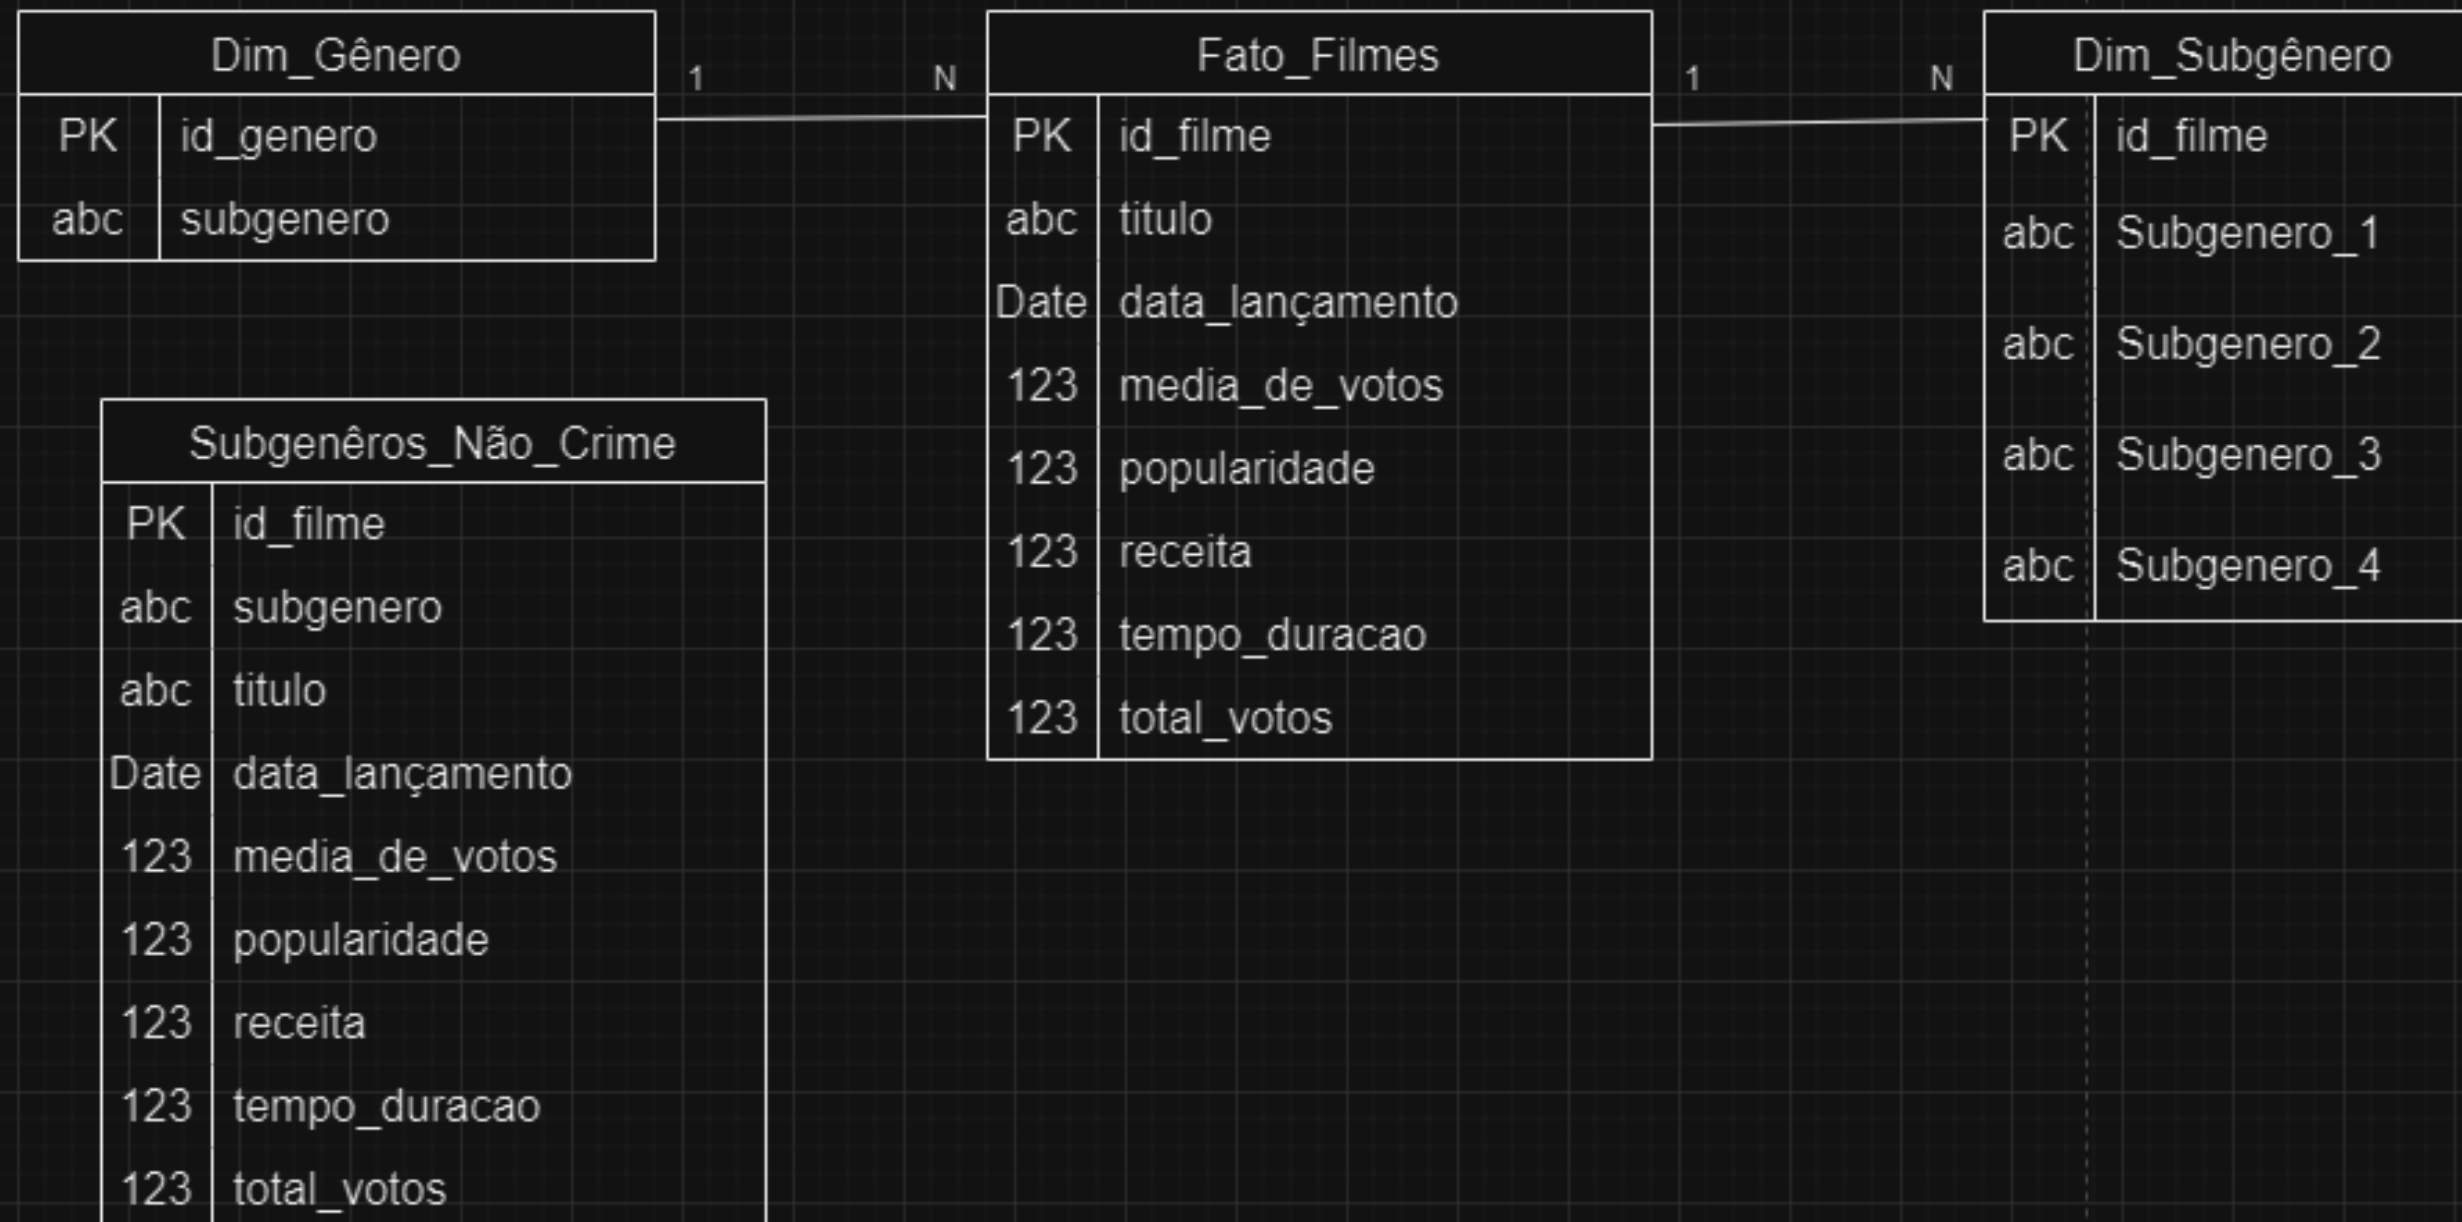 Dim_Gênero
PK id_genero
abc subgenero
1 N
Fato_Filmes
PK id_filme
abc titulo
Date data_lançamento
123 media_de_votos
123 popularidade
123 receita
123 tempo_duracao
123 total_votos
1 N
Dim_Subgênero
PK id_filme
abc Subgenero_1
abc Subgenero_2
abc Subgenero_3
abc Subgenero_4
Subgenêros_Não_Crime
PK id_filme
abc subgenero
abc titulo
Date data_lançamento
123 media_de_votos
123 popularidade
123 receita
123 tempo_duracao
123 total_votos